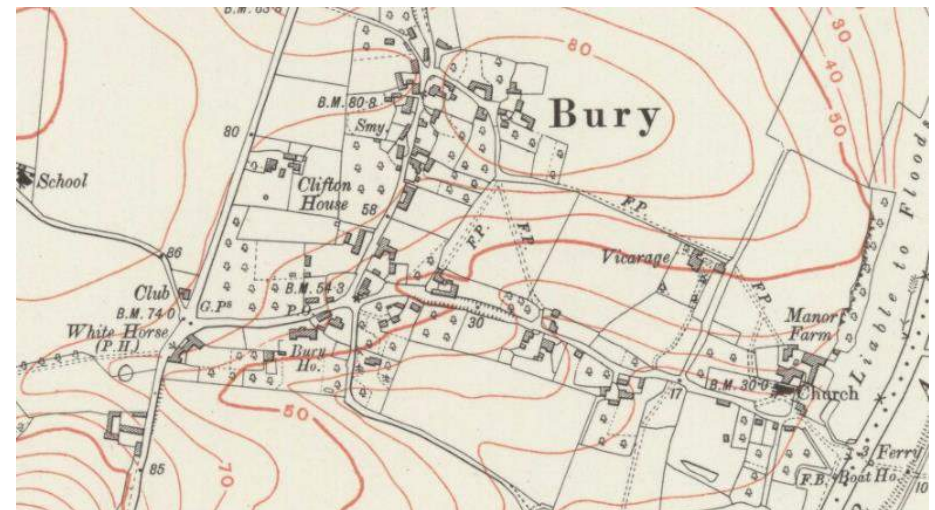 80
30
40
50
B.M. 80·8
Bury
Smy.
80
School
Clifton
House
58
F.P.
F.P.
F.P.
Vicarage
F.P.
86
Club
B.M. 74·0
G.P.s
B.M. 54·3
P.O.
White Horse
(P.H.)
30
Bury
Ho.
Manor
Farm
Liable to Floods
B.M. 30·0
Church
17
50
70
85
3
Ferry
F.B.
Boat Ho.
10